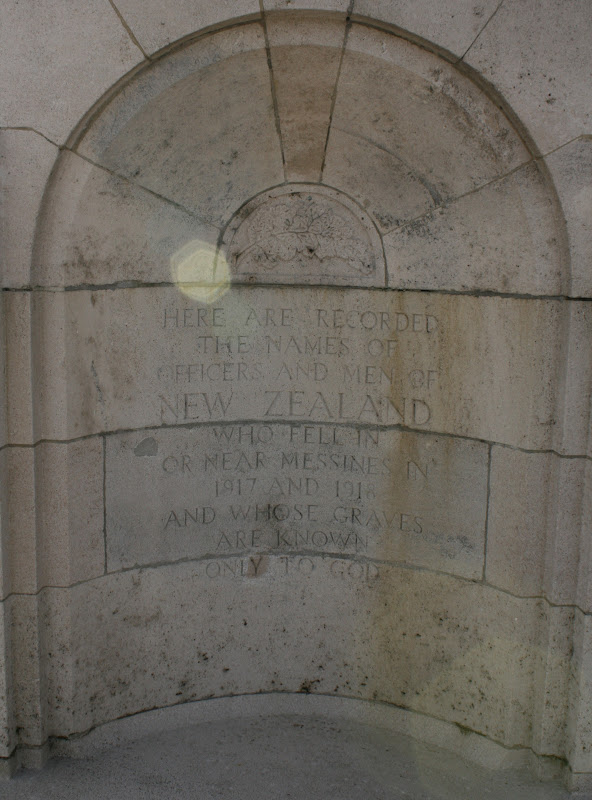 HERE ARE RECORDED
THE NAMES OF
OFFICERS AND MEN OF
NEW ZEALAND
WHO FELL IN
OR NEAR MESSINES IN
1917 AND 1918
AND WHOSE GRAVES
ARE KNOWN
ONLY TO GOD